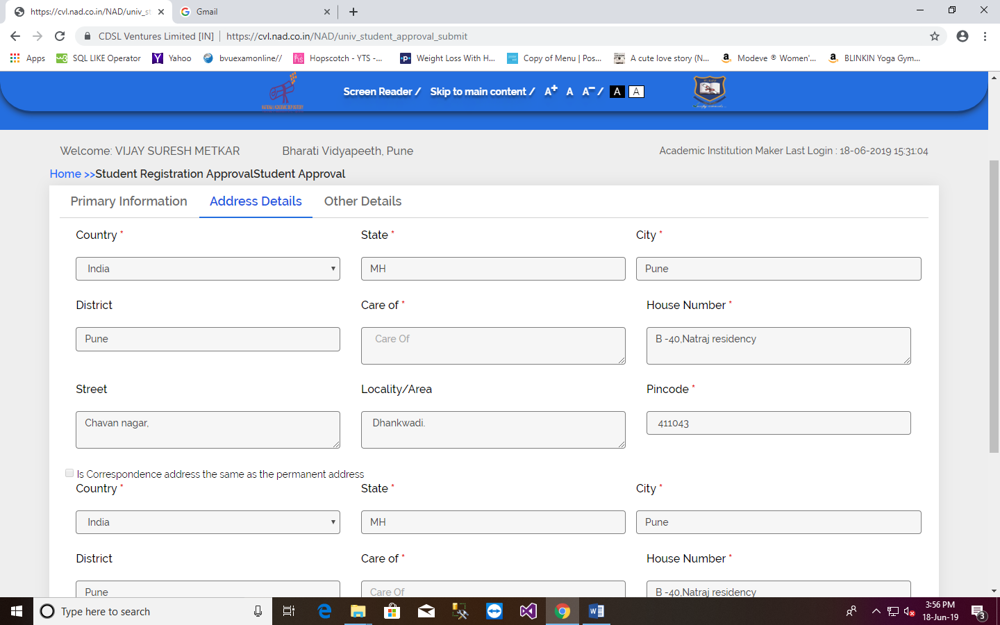 https://cvl.nad.co.in/NAD/univ_st
Gmail
CDSL Ventures Limited [IN] | https://cvl.nad.co.in/NAD/univ_student_approval_submit
Apps SQL LIKE Operator Yahoo bvuexamonline// Hopscotch - YTS -... Weight Loss With H... Copy of Menu | Pos... A cute love story (N... Modeve ® Women'... BLINKIN Yoga Gym...
Screen Reader / Skip to main content / A+ A A- / A A
Welcome: VIJAY SURESH METKAR Bharati Vidyapeeth, Pune Academic Institution Maker Last Login : 18-06-2019 15:31:04
Home >>Student Registration ApprovalStudent Approval
Primary Information Address Details Other Details
Country * State * City *
India MH Pune
District Care of * House Number *
Pune Care Of B -40,Natraj residency
Street Locality/Area Pincode *
Chavan nagar, Dhankwadi. 411043
Is Correspondence address the same as the permanent address
Country * State * City *
India MH Pune
District Care of * House Number *
Pune Care Of B -40,Natraj residency
Type here to search
3:56 PM
18-Jun-19
3